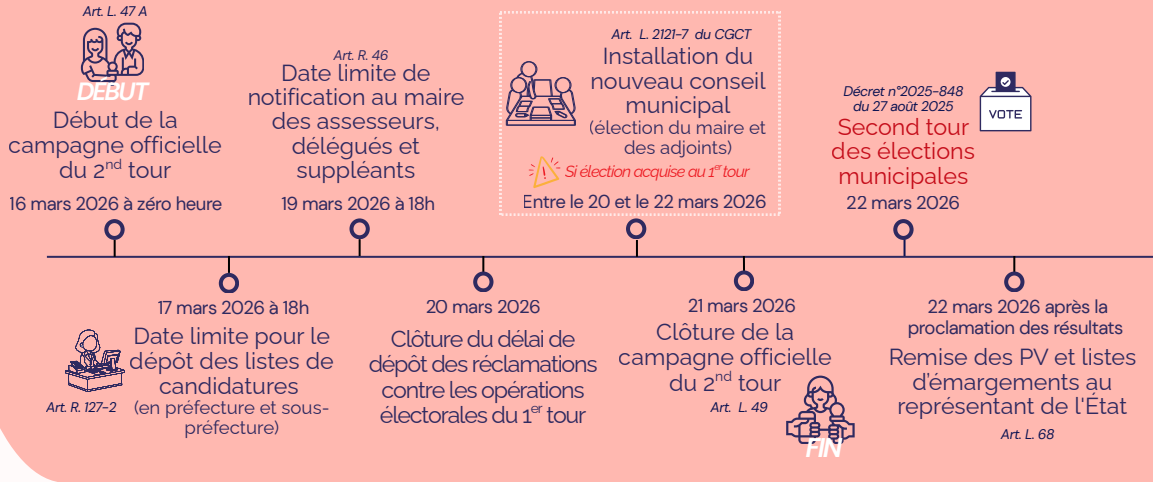 Art. L. 47 A
DÉBUT
Début de la
campagne officielle
du 2nd tour
16 mars 2026 à zéro heure
17 mars 2026 à 18h
Date limite pour le
dépôt des listes de
candidatures
(en préfecture et sous-
préfecture)
Art. R. 127-2
Art. R. 46
Date limite de
notification au maire
des assesseurs,
délégués et
suppléants
19 mars 2026 à 18h
20 mars 2026
Clôture du délai de
dépôt des réclamations
contre les opérations
électorales du 1er tour
Art. L. 2121-7 du CGCT
Installation du
nouveau conseil
municipal
(élection du maire et
des adjoints)
Si élection acquise au 1er tour
Entre le 20 et le 22 mars 2026
21 mars 2026
Clôture de la
campagne officielle
du 2nd tour
Art. L. 49
FIN
Décret n°2025-848
du 27 août 2025
VOTE
Second tour
des élections
municipales
22 mars 2026
22 mars 2026 après la
proclamation des résultats
Remise des PV et listes
d'émargements au
représentant de l'État
Art. L. 68